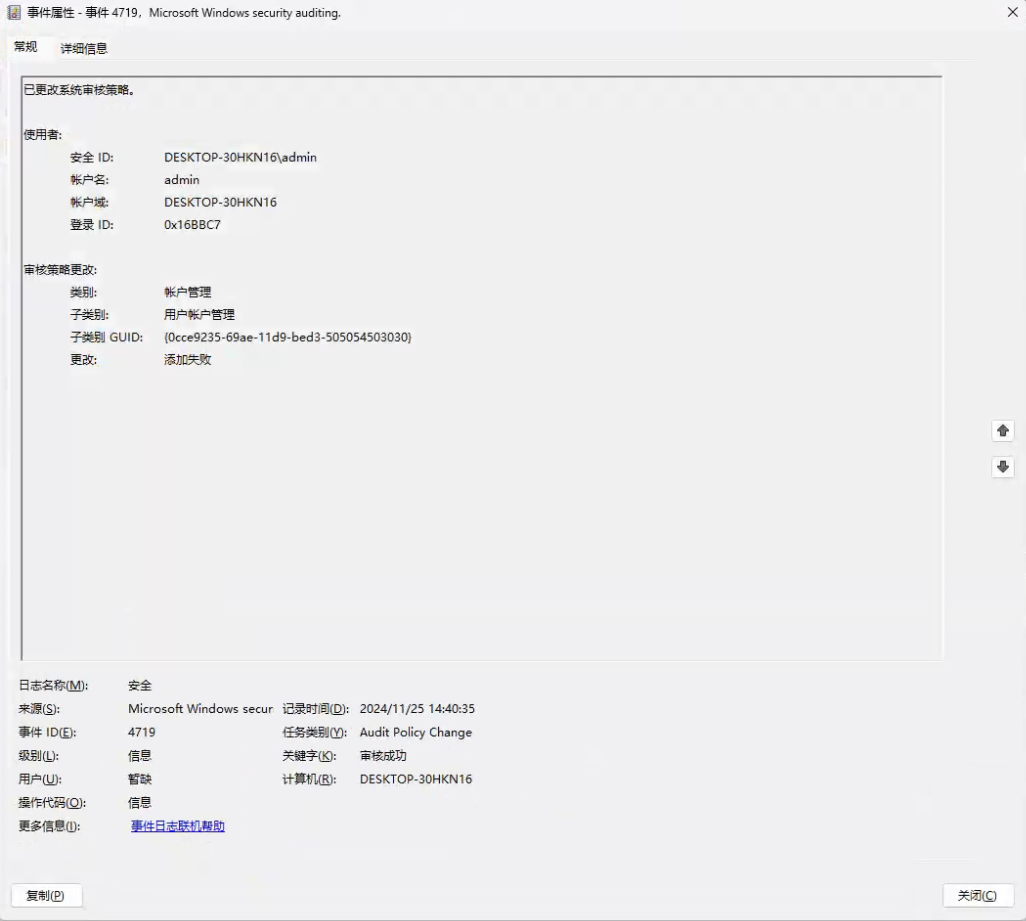 事件属性 - 事件 4719，Microsoft Windows security auditing.
常规 详细信息
已更改系统审核策略。
使用者:
安全 ID: DESKTOP-30HKN16\admin
帐户名: admin
帐户域: DESKTOP-30HKN16
登录 ID: 0x16BBC7
审核策略更改:
类别: 帐户管理
子类别: 用户帐户管理
子类别 GUID: {0cce9235-69ae-11d9-bed3-505054503030}
更改: 添加失败
日志名称(M): 安全
来源(S): Microsoft Windows secur 记录时间(D): 2024/11/25 14:40:35
事件 ID(E): 4719 任务类别(Y): Audit Policy Change
级别(L): 信息 关键字(K): 审核成功
用户(U): 暂缺 计算机(R): DESKTOP-30HKN16
操作代码(O): 信息
更多信息(I): 事件日志联机帮助
复制(P) 关闭(C)